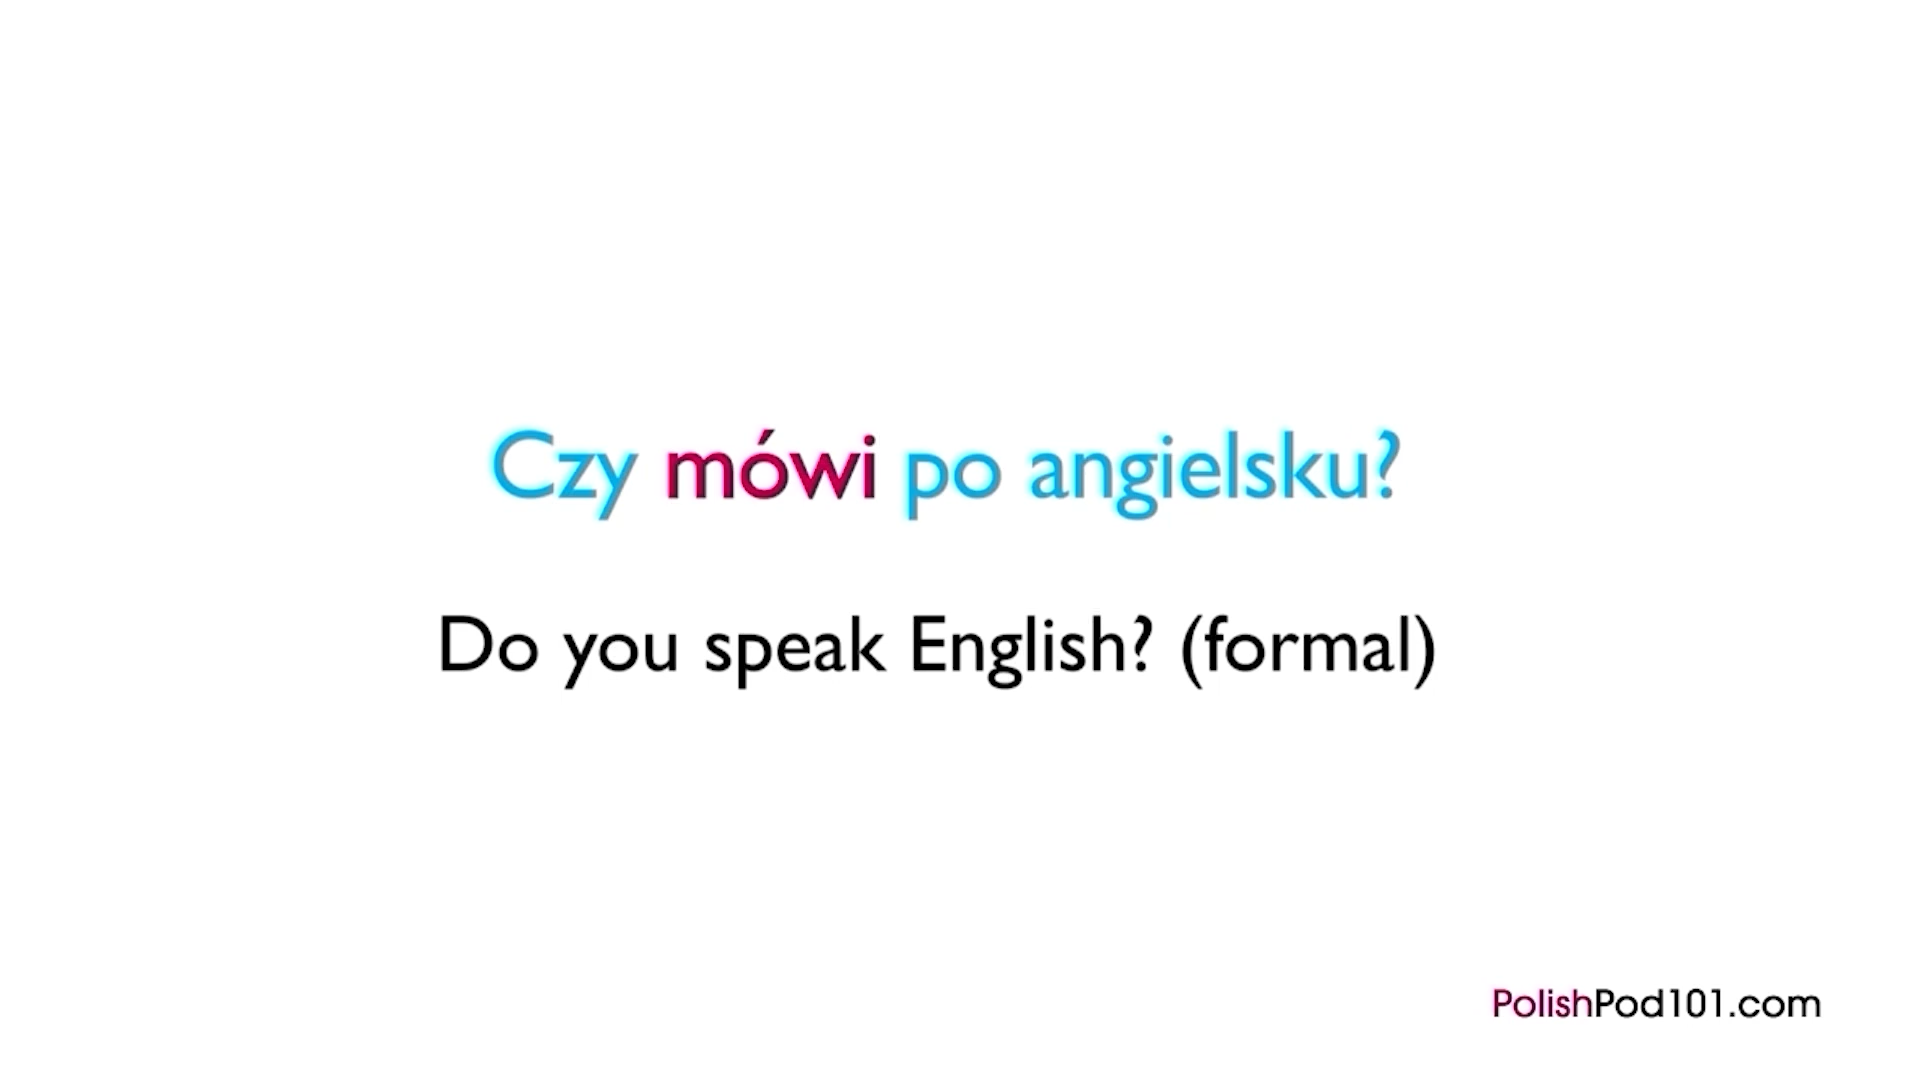 Czy mówi po angielsku?
Do you speak English? (formal)
PolishPod101.com